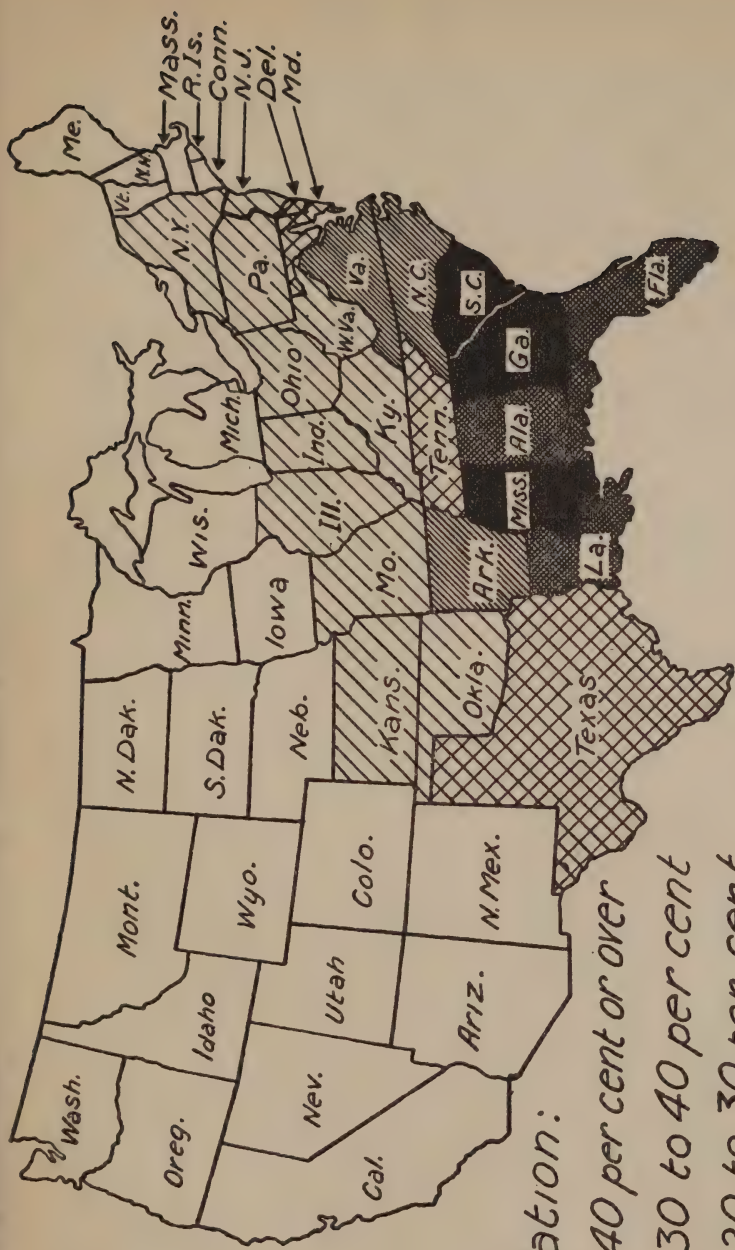 Wash.
Oreg.
Cal.
Nev.
Idaho
Mont.
Wyo.
Utah
Ariz.
Colo.
N.Mex.
N.Dak.
S.Dak.
Neb.
Kans.
Okla.
Texas
Minn.
Iowa
Mo.
Ark.
La.
Wis.
Ill.
Mich.
Ind.
Ohio
Ky.
Tenn.
Miss.
Ala.
Ga.
Fla.
S.C.
N.C.
Va.
W.Va.
Pa.
N.Y.
Vt.
Me.
Mass.
R.Is.
Conn.
N.J.
Del.
Md.
ation:
40 per cent or over
30 to 40 per cent